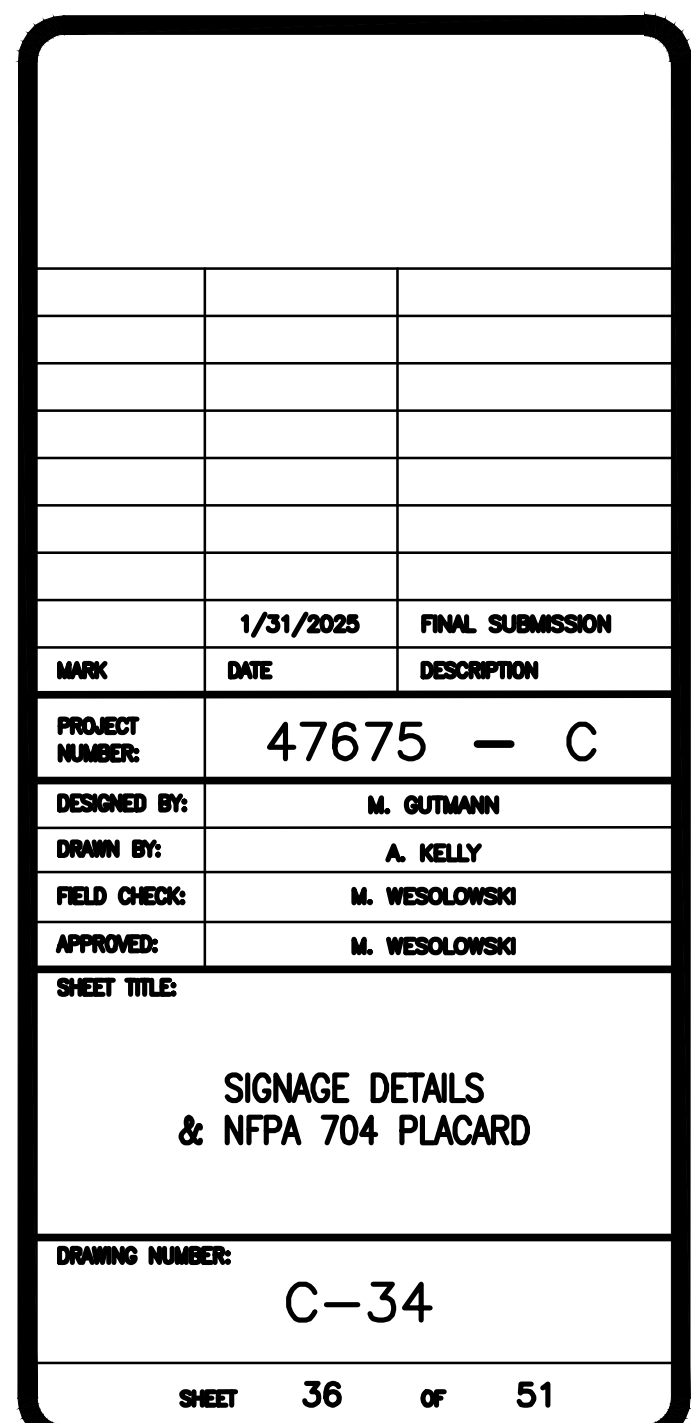 1/31/2025 FINAL SUBMISSION
MARK DATE DESCRIPTION
PROJECT
NUMBER: 47675 - C
DESIGNED BY: M. GUTMANN
DRAWN BY: A. KELLY
FIELD CHECK: M. WESOLOWSKI
APPROVED: M. WESOLOWSKI
SHEET TITLE:
SIGNAGE DETAILS
& NFPA 704 PLACARD
DRAWING NUMBER:
C-34
SHEET 36 OF 51